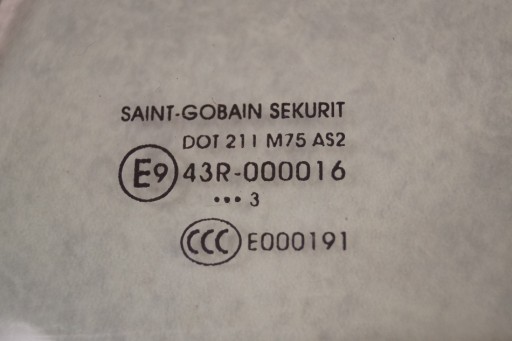 SAINT-GOBAIN SEKURIT
DOT 211 M75 AS2
E9 43R-000016
••• 3
CCC E000191